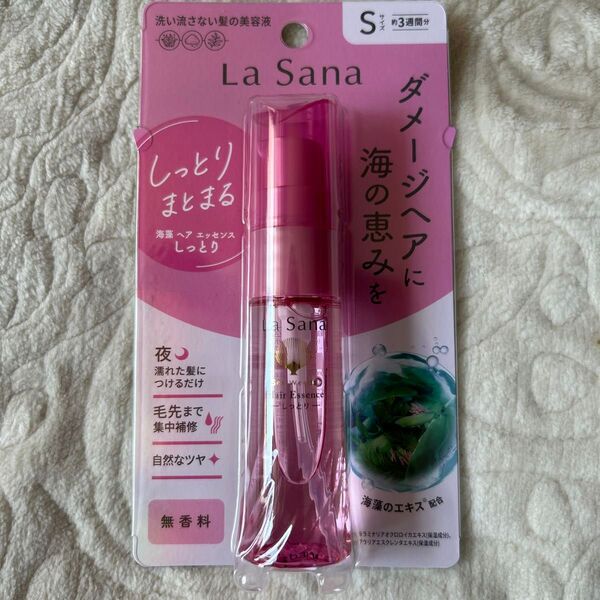 洗い流さない髪の美容液
Sサイズ 約3週間分
La Sana
ダメージヘアに
海の恵みを
しっとり
まとまる
海藻 ヘア エッセンス
しっとり
夜
濡れた髪に
つけるだけ
毛先まで
集中補修
自然なツヤ
無香料
La Sana
Hair Essence
しっとり
海藻のエキス※配合